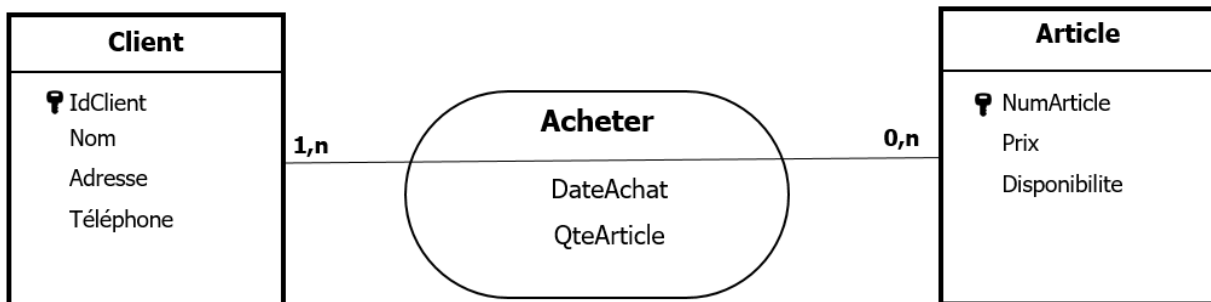 Client
IdClient
Nom
Adresse
Téléphone
1,n
Acheter
DateAchat
QteArticle
0,n
Article
NumArticle
Prix
Disponibilite